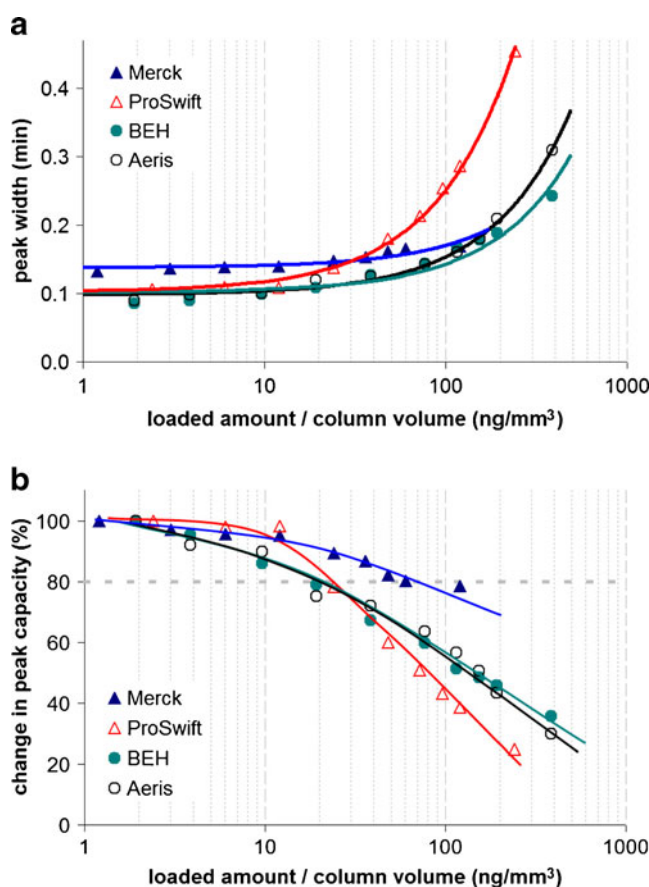 a
0.4
0.3
0.2
0.1
0.0
peak width (min)
Merck
ProSwift
BEH
Aeris
1
10
100
1000
loaded amount / column volume (ng/mm³)
b
100
80
60
40
20
0
change in peak capacity (%)
Merck
ProSwift
BEH
Aeris
1
10
100
1000
loaded amount / column volume (ng/mm³)